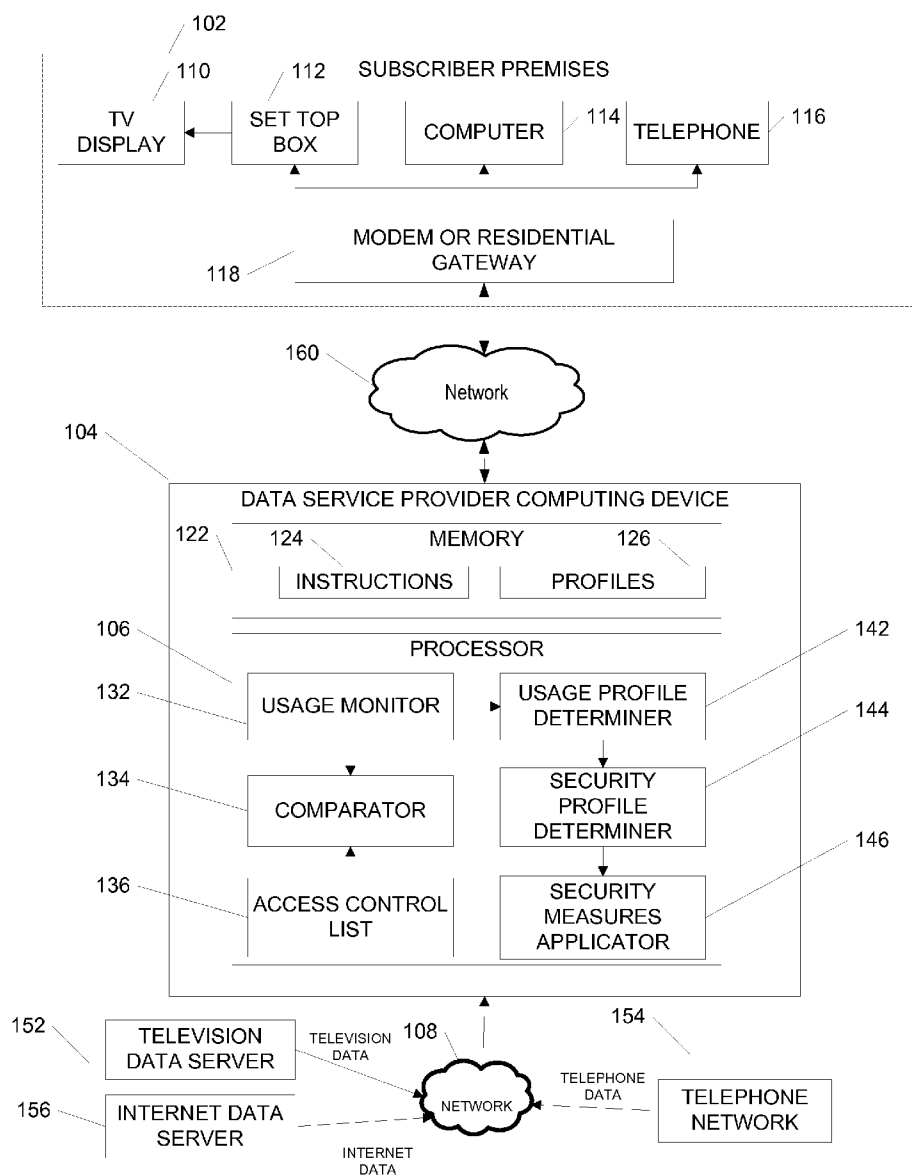 102
SUBSCRIBER PREMISES
110
112
TV
DISPLAY
SET TOP
BOX
COMPUTER
114
TELEPHONE
116
MODEM OR RESIDENTIAL
GATEWAY
118
160
Network
104
DATA SERVICE PROVIDER COMPUTING DEVICE
MEMORY
122
124
126
INSTRUCTIONS
PROFILES
106
PROCESSOR
142
132
USAGE MONITOR
USAGE PROFILE
DETERMINER
144
134
COMPARATOR
SECURITY
PROFILE
DETERMINER
146
136
ACCESS CONTROL
LIST
SECURITY
MEASURES
APPLICATOR
152
TELEVISION
DATA SERVER
TELEVISION
DATA
108
154
156
INTERNET DATA
SERVER
INTERNET
DATA
NETWORK
TELEPHONE
DATA
TELEPHONE
NETWORK